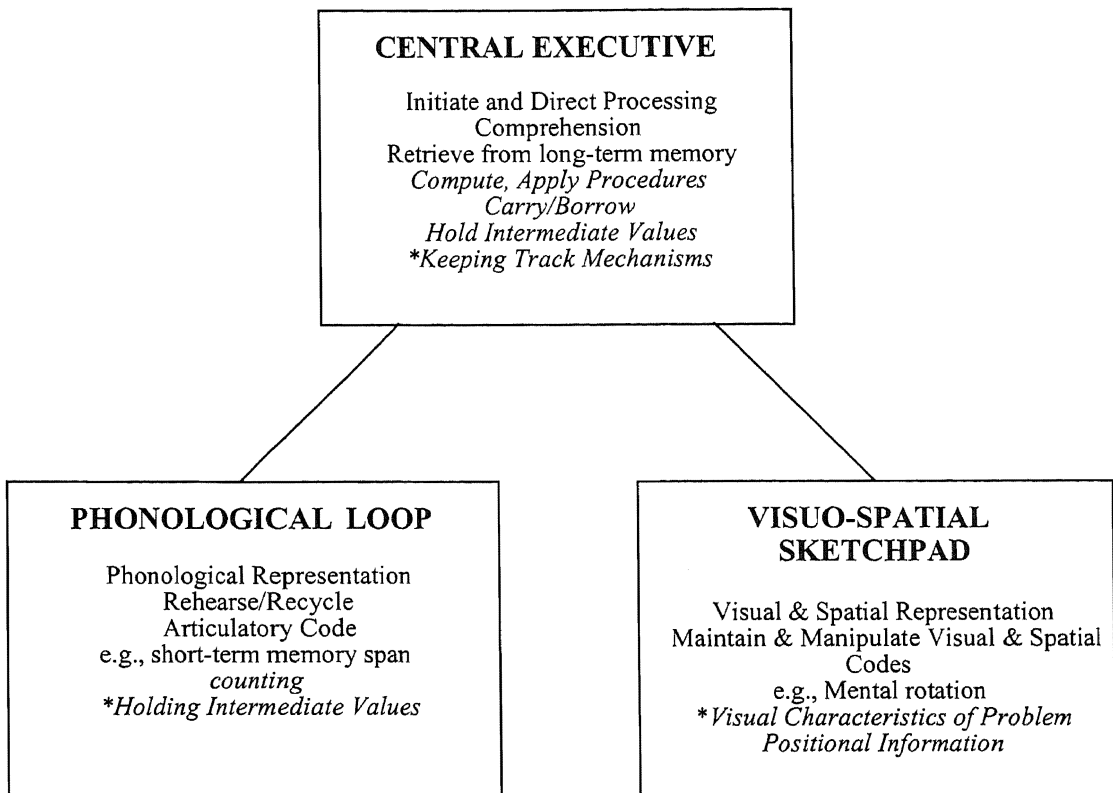 CENTRAL EXECUTIVE
Initiate and Direct Processing
Comprehension
Retrieve from long-term memory
Compute, Apply Procedures
Carry/Borrow
Hold Intermediate Values
*Keeping Track Mechanisms
PHONOLOGICAL LOOP
Phonological Representation
Rehearse/Recycle
Articulatory Code
e.g., short-term memory span
counting
*Holding Intermediate Values
VISUO-SPATIAL
SKETCHPAD
Visual & Spatial Representation
Maintain & Manipulate Visual & Spatial
Codes
e.g., Mental rotation
*Visual Characteristics of Problem
Positional Information